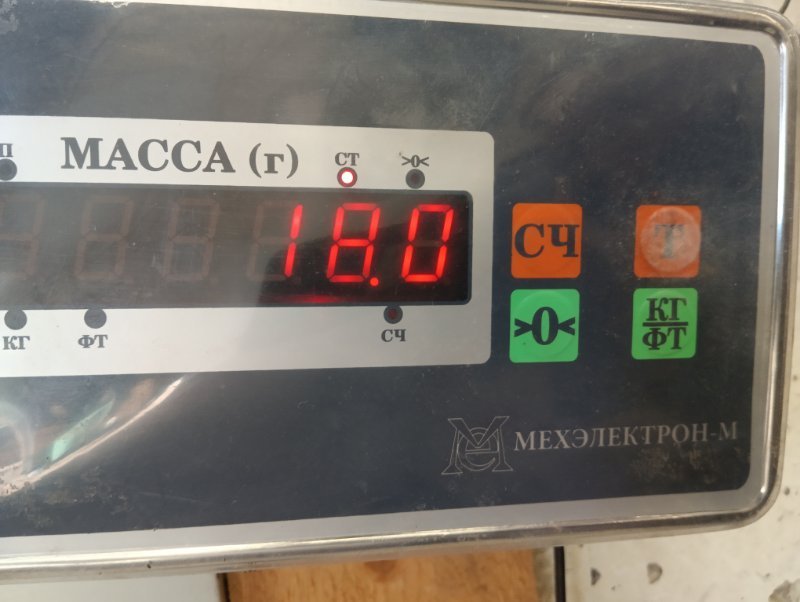 П
МАССА (г) СТ >0<
18.0
СЧ Т
>0< КГ/ФТ
КГ ФТ СЧ
МЕХЭЛЕКТРОН-М